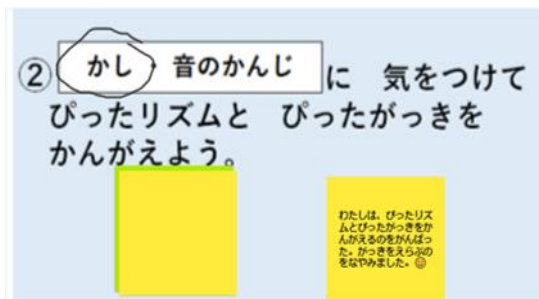 ② かし・音のかんじ に 気をつけて
ぴったリズムと ぴったがっきを
かんがえよう。
わたしは、ぴったリズ
ムとぴったがっきをか
んがえるのをがんばっ
た。がっきをえらぶの
をなやみました。😊